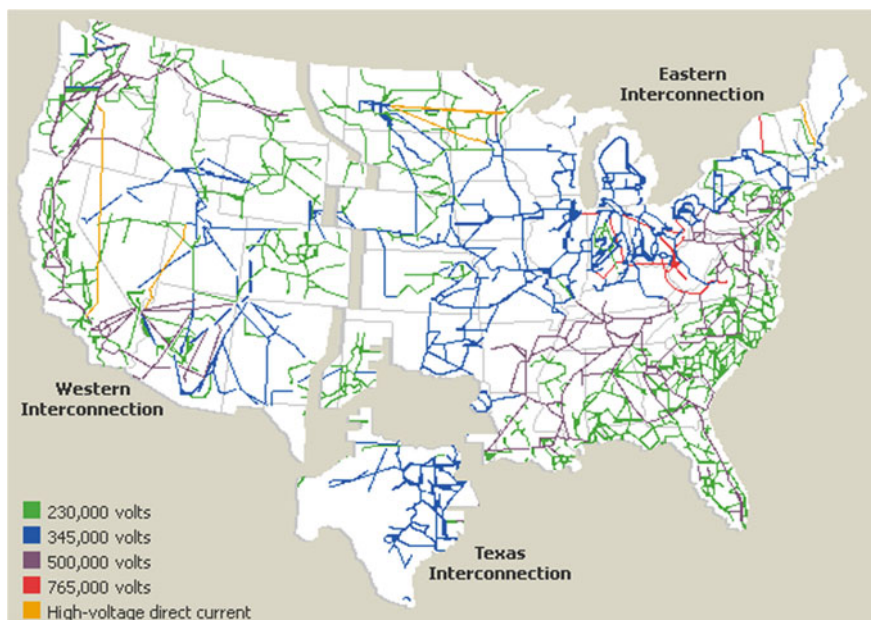 Eastern
Interconnection
Western
Interconnection
Texas
Interconnection
230,000 volts
345,000 volts
500,000 volts
765,000 volts
High-voltage direct current